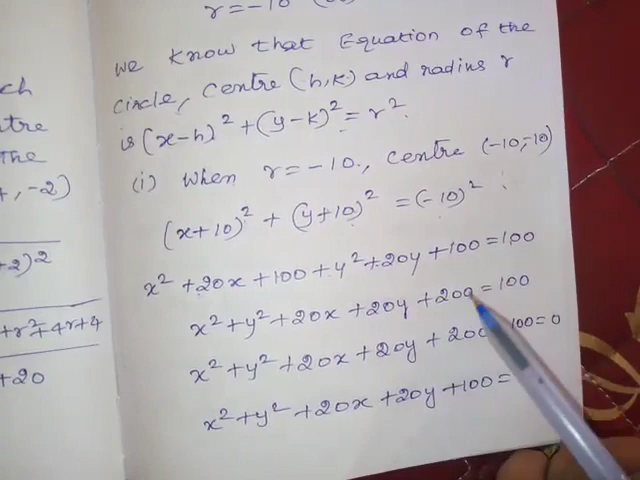 r = -10
we know that Equation of the
circle, centre (h,k) and radius r
is (x-h)² + (y-k)² = r².
(i) when r = -10., centre (-10,-10)
(x+10)² + (y+10)² = (-10)²
x² + 20x + 100 + y² + 20y + 100 = 100
x² + y² + 20x + 20y + 200 = 100
x² + y² + 20x + 20y + 200 100 = 0
x² + y² + 20x + 20y + 100 =
The
, -2)
+2)²
+r²+4r+4
+20